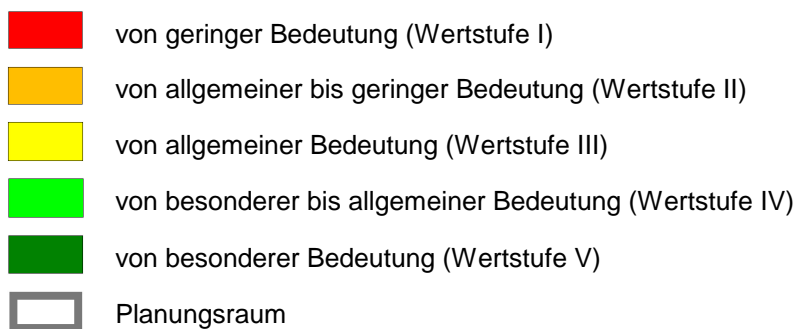 von geringer Bedeutung (Wertstufe I)
von allgemeiner bis geringer Bedeutung (Wertstufe II)
von allgemeiner Bedeutung (Wertstufe III)
von besonderer bis allgemeiner Bedeutung (Wertstufe IV)
von besonderer Bedeutung (Wertstufe V)
Planungsraum